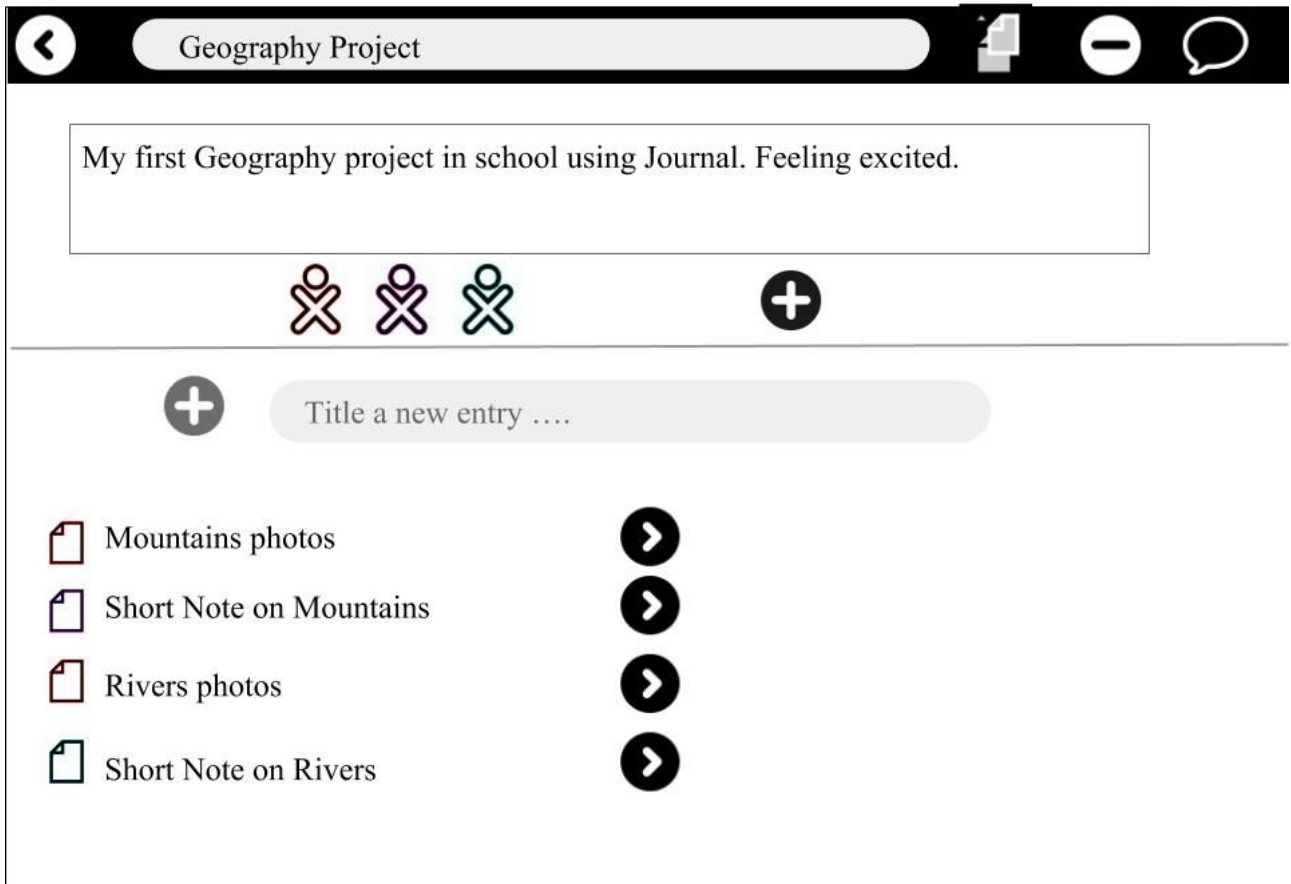 Geography Project
My first Geography project in school using Journal. Feeling excited.
Title a new entry ….
Mountains photos
Short Note on Mountains
Rivers photos
Short Note on Rivers